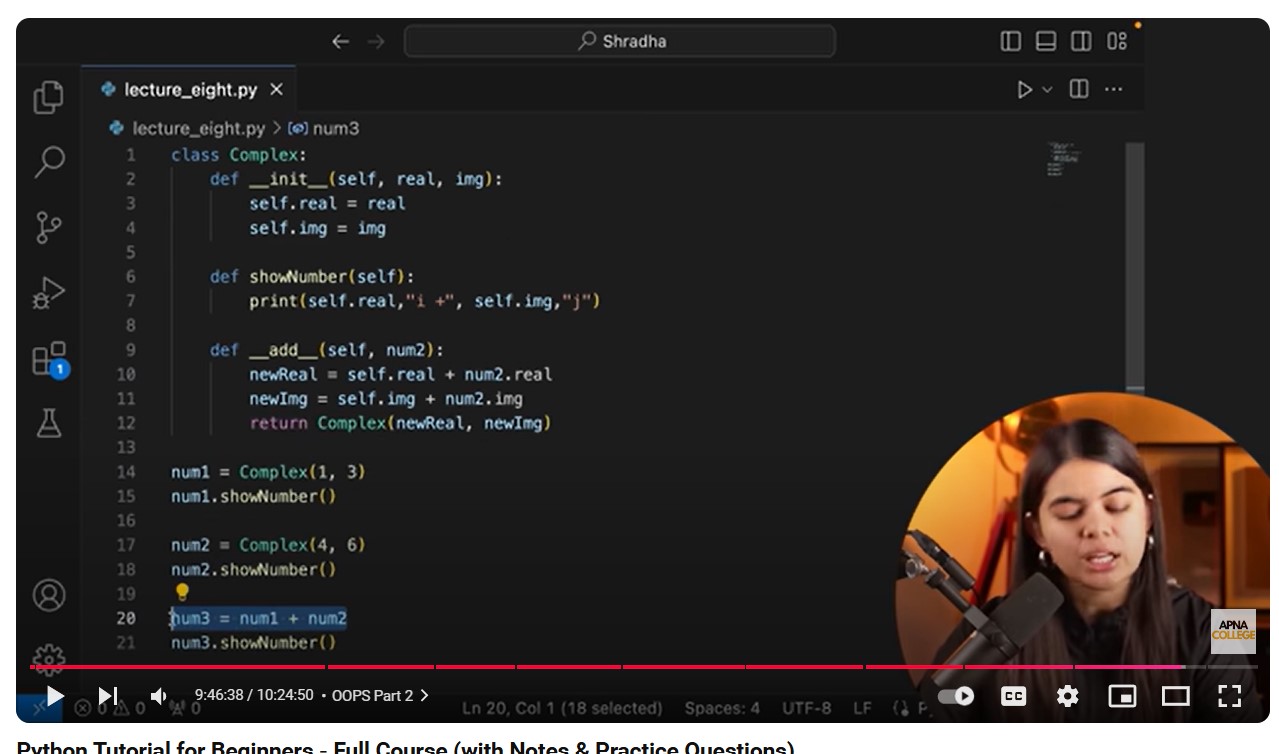 Shradha
lecture_eight.py
lecture_eight.py > num3
1 class Complex:
2 def __init__(self, real, img):
3 self.real = real
4 self.img = img
5
6 def showNumber(self):
7 print(self.real,"i +", self.img,"j")
8
9 def __add__(self, num2):
10 newReal = self.real + num2.real
11 newImg = self.img + num2.img
12 return Complex(newReal, newImg)
13
14 num1 = Complex(1, 3)
15 num1.showNumber()
16
17 num2 = Complex(4, 6)
18 num2.showNumber()
19
20 num3 = num1 + num2
21 num3.showNumber()
1
APNA
COLLEGE
9:46:38 / 10:24:50 • OOPS Part 2 >
CC
0 0 0
Ln 20, Col 1 (18 selected) Spaces: 4 UTF-8 LF
Python Tutorial for Beginners - Full Course (with Notes & Practice Questions)